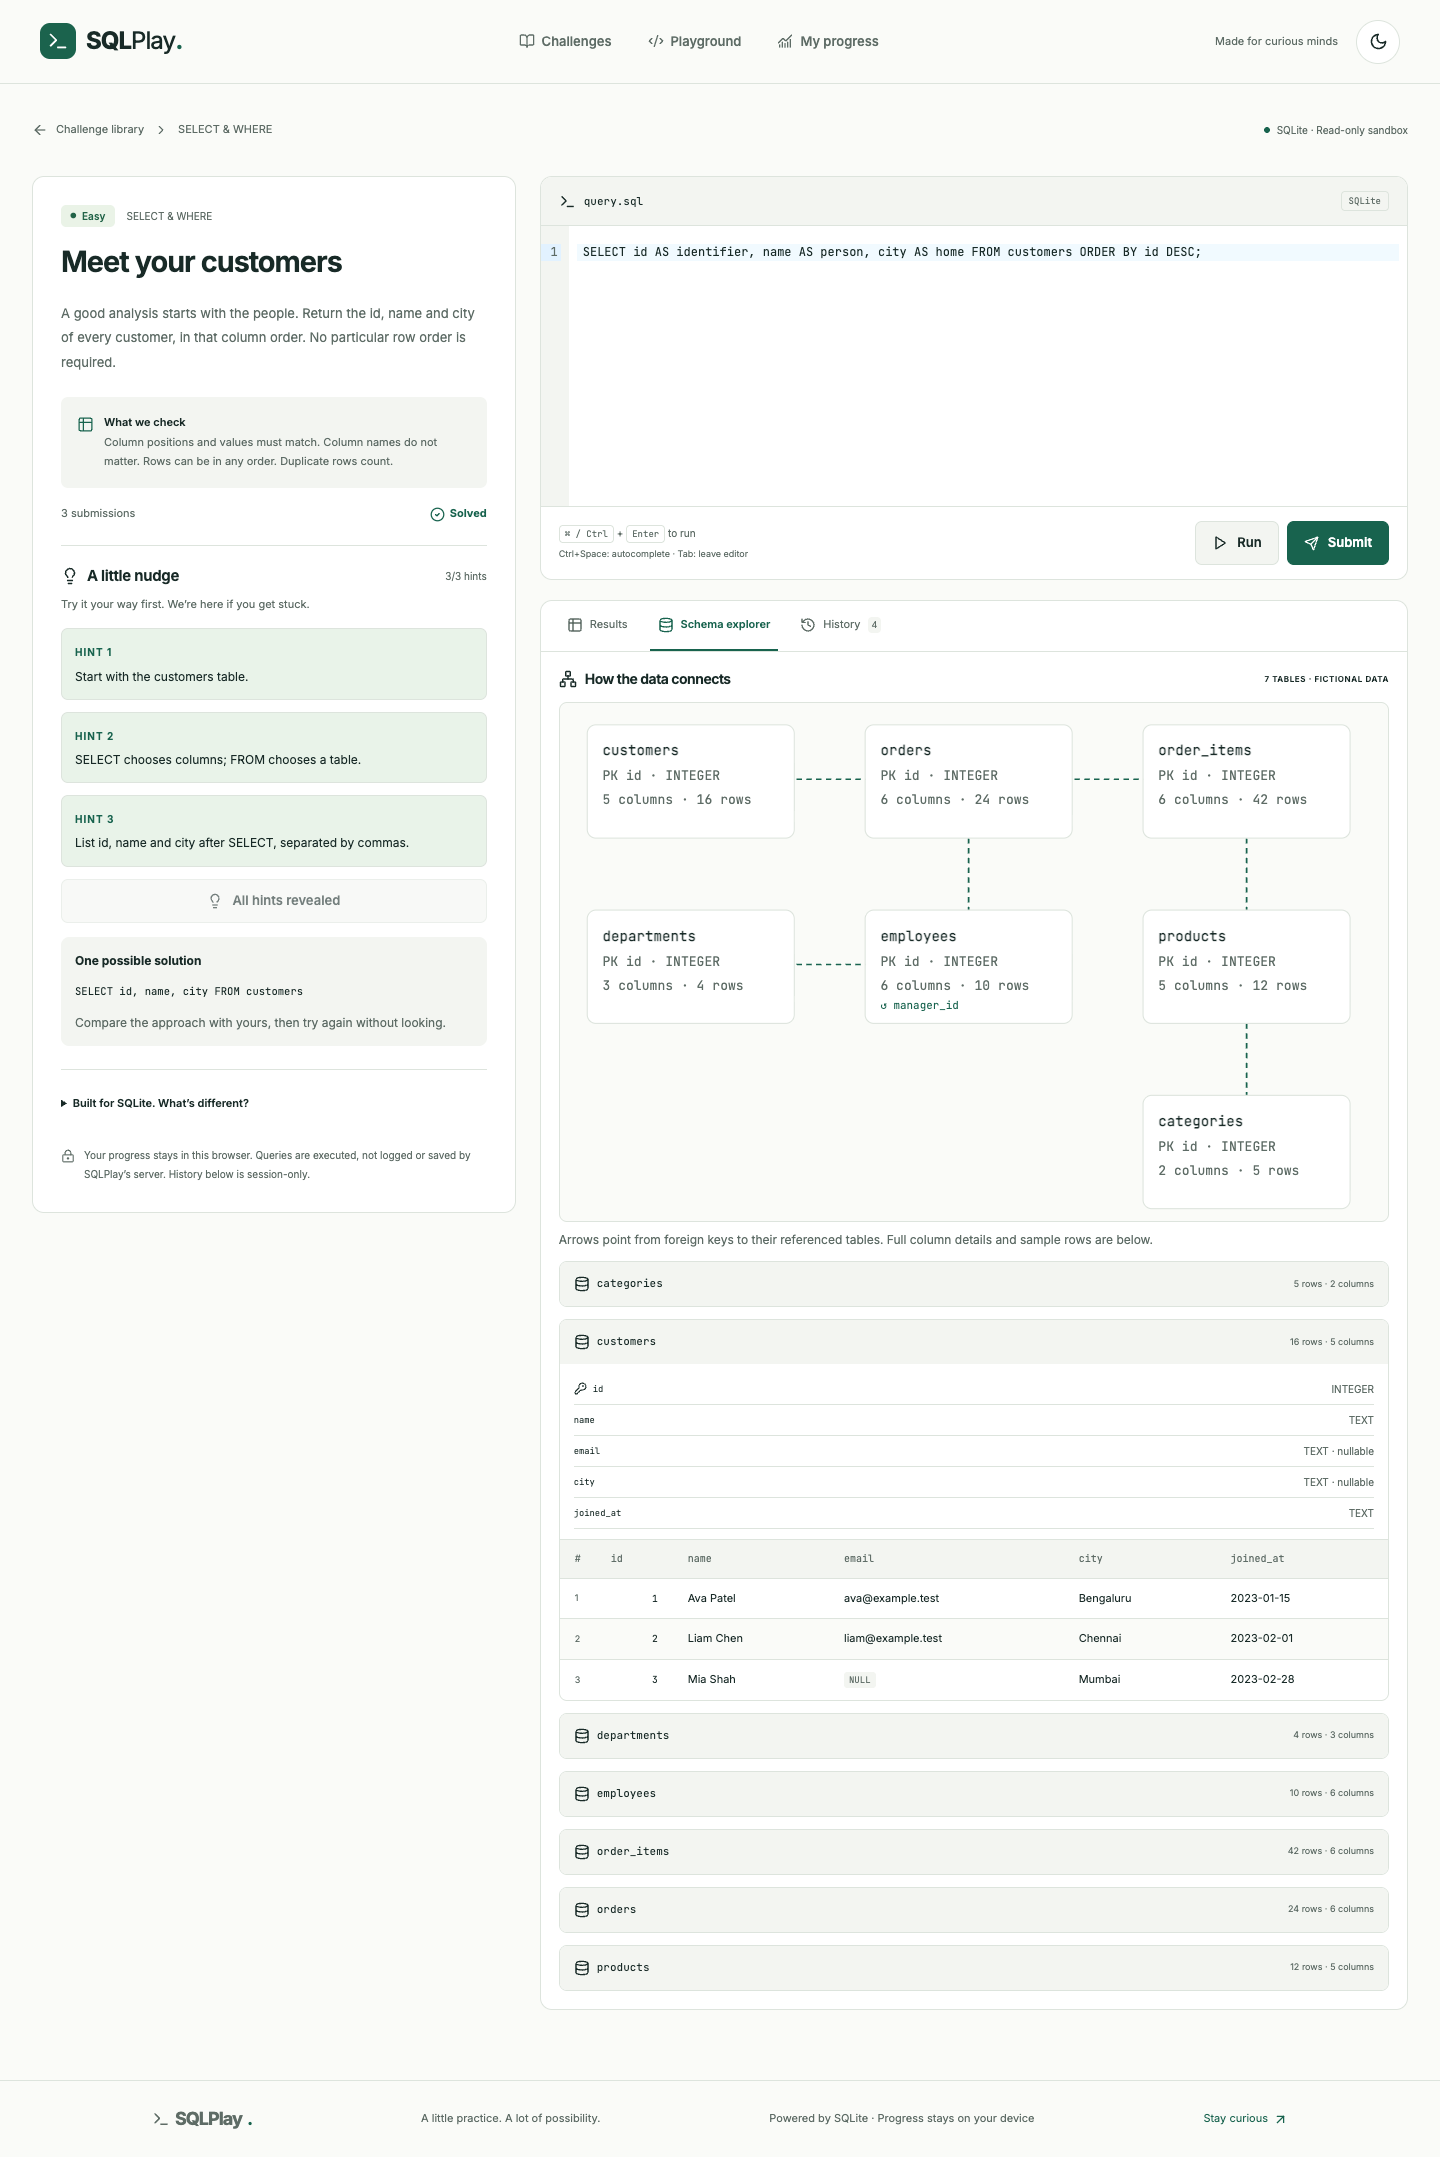 SQLPlay.
Challenges
Playground
My progress
Made for curious minds
Challenge library
SELECT & WHERE
SQLite · Read-only sandbox
Easy
SELECT & WHERE
Meet your customers
A good analysis starts with the people. Return the id, name and city
of every customer, in that column order. No particular row order is
required.
What we check
Column positions and values must match. Column names do not
matter. Rows can be in any order. Duplicate rows count.
3 submissions
Solved
A little nudge
3/3 hints
Try it your way first. We're here if you get stuck.
HINT 1
Start with the customers table.
HINT 2
SELECT chooses columns; FROM chooses a table.
HINT 3
List id, name and city after SELECT, separated by commas.
All hints revealed
One possible solution
SELECT id, name, city FROM customers
Compare the approach with yours, then try again without looking.
Built for SQLite. What's different?
Your progress stays in this browser. Queries are executed, not logged or saved by
SQLPlay's server. History below is session-only.
query.sql
SQLite
1
SELECT id AS identifier, name AS person, city AS home FROM customers ORDER BY id DESC;
⌘ / Ctrl + Enter to run
Ctrl+Space: autocomplete · Tab: leave editor
Run
Submit
Results
Schema explorer
History 4
How the data connects
7 TABLES · FICTIONAL DATA
customers
PK id · INTEGER
5 columns · 16 rows
orders
PK id · INTEGER
6 columns · 24 rows
order_items
PK id · INTEGER
6 columns · 42 rows
departments
PK id · INTEGER
3 columns · 4 rows
employees
PK id · INTEGER
6 columns · 10 rows
↺ manager_id
products
PK id · INTEGER
5 columns · 12 rows
categories
PK id · INTEGER
2 columns · 5 rows
Arrows point from foreign keys to their referenced tables. Full column details and sample rows are below.
categories
5 rows · 2 columns
customers
16 rows · 5 columns
id INTEGER
name TEXT
email TEXT · nullable
city TEXT · nullable
joined_at TEXT
# id name email city joined_at
1 1 Ava Patel ava@example.test Bengaluru 2023-01-15
2 2 Liam Chen liam@example.test Chennai 2023-02-01
3 3 Mia Shah NULL Mumbai 2023-02-28
departments
4 rows · 3 columns
employees
10 rows · 6 columns
order_items
42 rows · 6 columns
orders
24 rows · 6 columns
products
12 rows · 5 columns
SQLPlay .
A little practice. A lot of possibility.
Powered by SQLite · Progress stays on your device
Stay curious